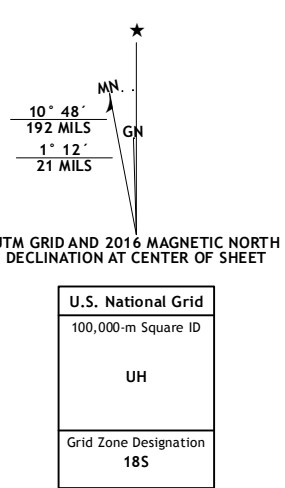 MN
10° 48´
192 MILS
GN
1° 12´
21 MILS
UTM GRID AND 2016 MAGNETIC NORTH
DECLINATION AT CENTER OF SHEET
U.S. National Grid
100,000-m Square ID
UH
Grid Zone Designation
18S